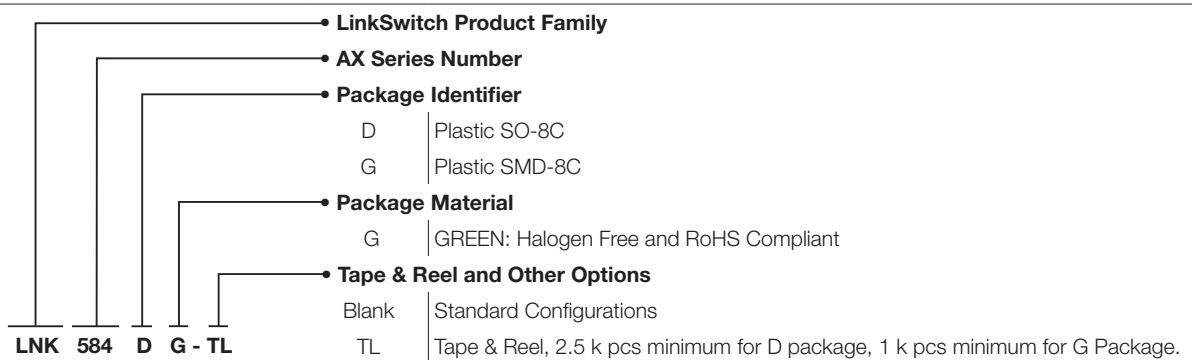 LinkSwitch Product Family
AX Series Number
Package Identifier
D Plastic SO-8C
G Plastic SMD-8C
Package Material
G GREEN: Halogen Free and RoHS Compliant
Tape & Reel and Other Options
Blank Standard Configurations
TL Tape & Reel, 2.5 k pcs minimum for D package, 1 k pcs minimum for G Package.
LNK 584 D G - TL